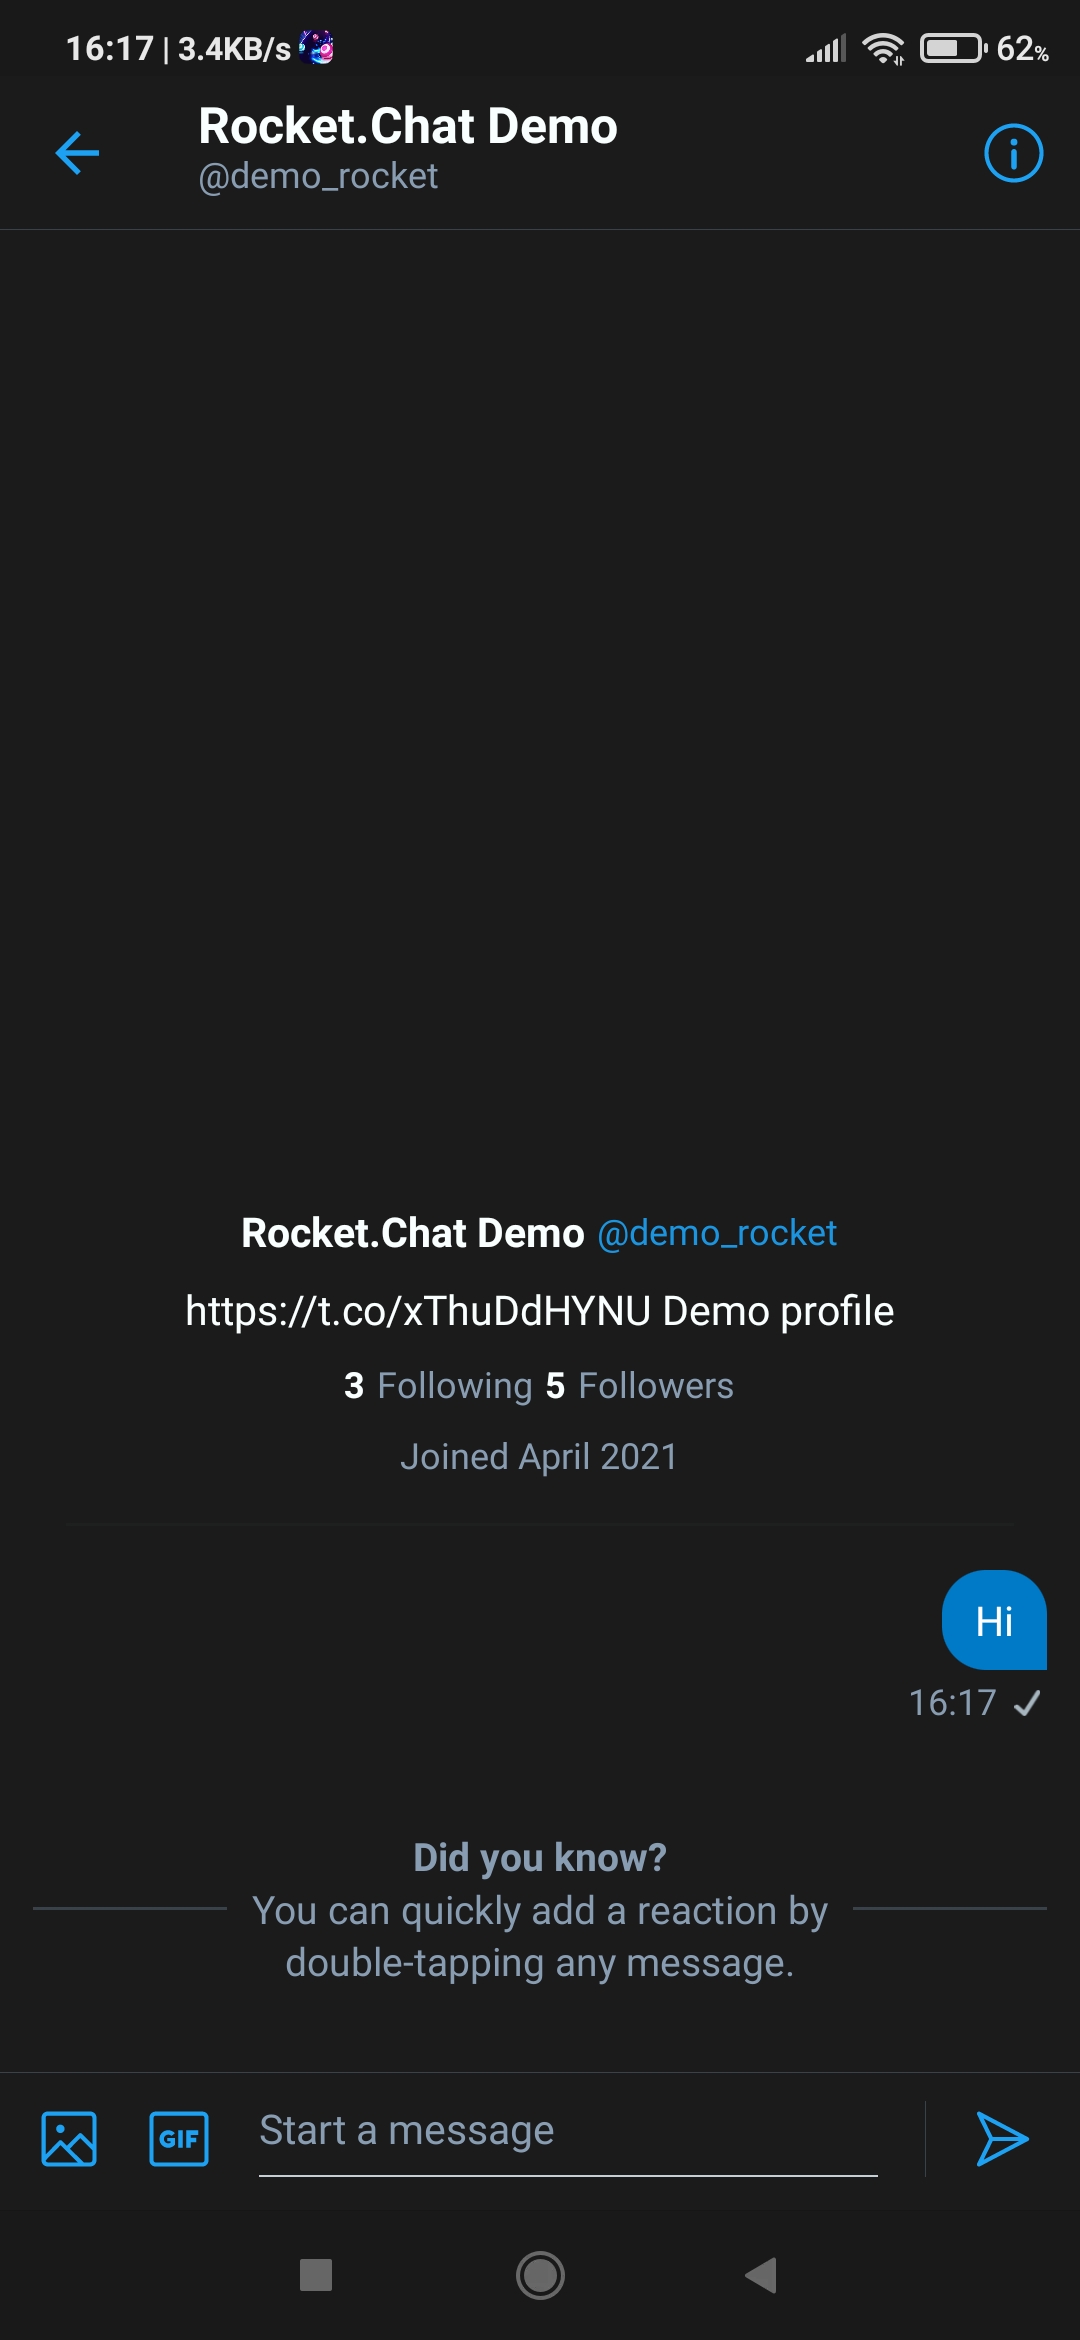 16:17 | 3.4KB/s
62%
Rocket.Chat Demo
@demo_rocket
Rocket.Chat Demo @demo_rocket
https://t.co/xThuDdHYNU Demo profile
3 Following 5 Followers
Joined April 2021
Hi
16:17
Did you know?
You can quickly add a reaction by
double-tapping any message.
GIF
Start a message